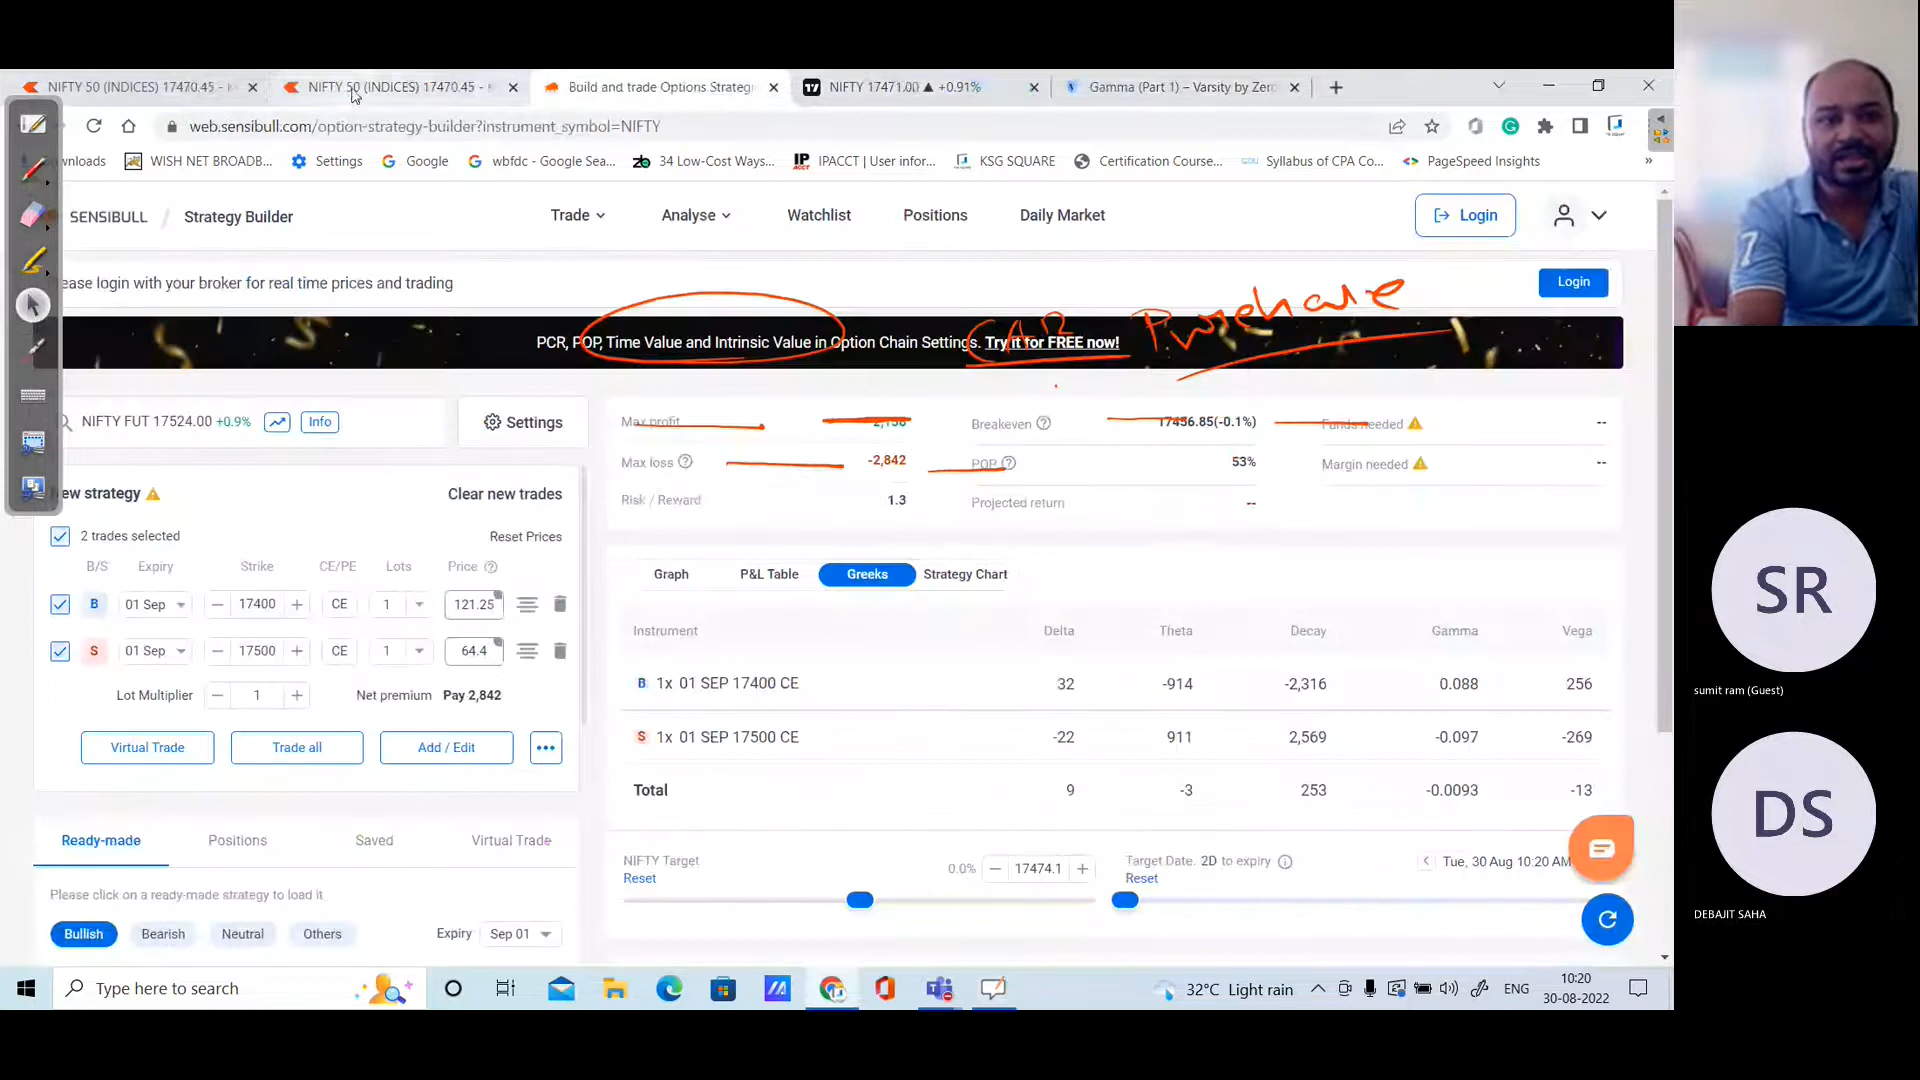 NIFTY 50 (INDICES) 17470.45 -
NIFTY 50 (INDICES) 17470.45 -
Build and trade Options Strateg
NIFTY 17471.00 ▲ +0.91%
Gamma (Part 1) – Varsity by Zer
web.sensibull.com/option-strategy-builder?instrument_symbol=NIFTY
wnloads
WISH NET BROADB...
Settings
Google
wbfdc - Google Sea...
34 Low-Cost Ways...
IPACCT | User infor...
KSG SQUARE
Certification Course...
Syllabus of CPA Co...
PageSpeed Insights
»
SENSIBULL / Strategy Builder
Trade
Analyse
Watchlist
Positions
Daily Market
Login
ease login with your broker for real time prices and trading
Login
PCR, POP, Time Value and Intrinsic Value in Option Chain Settings. Try it for FREE now!
Purchase
NIFTY FUT 17524.00 +0.9%
Info
Settings
Max profit 2,158
Breakeven 17456.85(-0.1%)
Funds needed --
Max loss -2,842
POP 53%
Margin needed --
Risk / Reward 1.3
Projected return --
ew strategy
Clear new trades
2 trades selected
Reset Prices
B/S Expiry Strike CE/PE Lots Price
B 01 Sep 17400 CE 1 121.25
S 01 Sep 17500 CE 1 64.4
Lot Multiplier 1 Net premium Pay 2,842
Virtual Trade
Trade all
Add / Edit
Graph
P&L Table
Greeks
Strategy Chart
Instrument Delta Theta Decay Gamma Vega
B 1x 01 SEP 17400 CE 32 -914 -2,316 0.088 256
S 1x 01 SEP 17500 CE -22 911 2,569 -0.097 -269
Total 9 -3 253 -0.0093 -13
Ready-made
Positions
Saved
Virtual Trade
Please click on a ready-made strategy to load it
Bullish
Bearish
Neutral
Others
Expiry Sep 01
NIFTY Target
Reset
0.0% 17474.1
Target Date. 2D to expiry
Reset
Tue, 30 Aug 10:20 AM
SR
sumit ram (Guest)
DS
DEBAJIT SAHA
Type here to search
32°C Light rain
ENG
10:20
30-08-2022